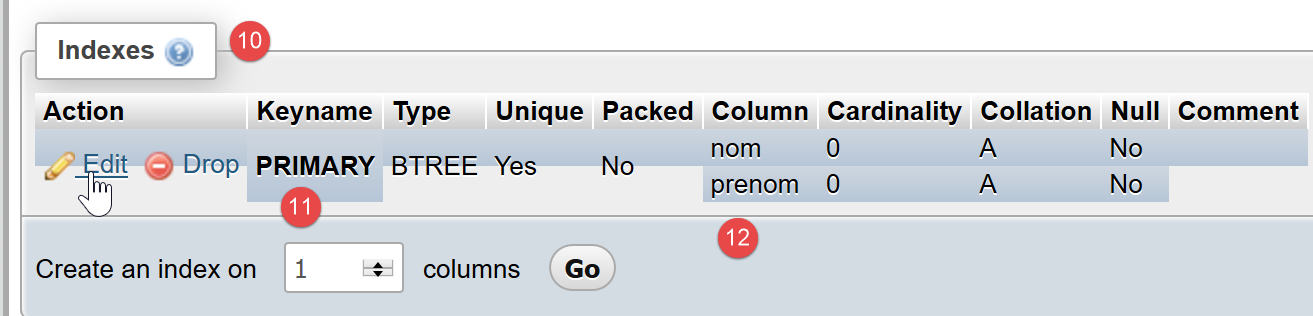 Indexes ? 10
Action Keyname Type Unique Packed Column Cardinality Collation Null Comment
Edit Drop PRIMARY BTREE Yes No nom 0 A No
prenom 0 A No
11
12
Create an index on 1 columns Go